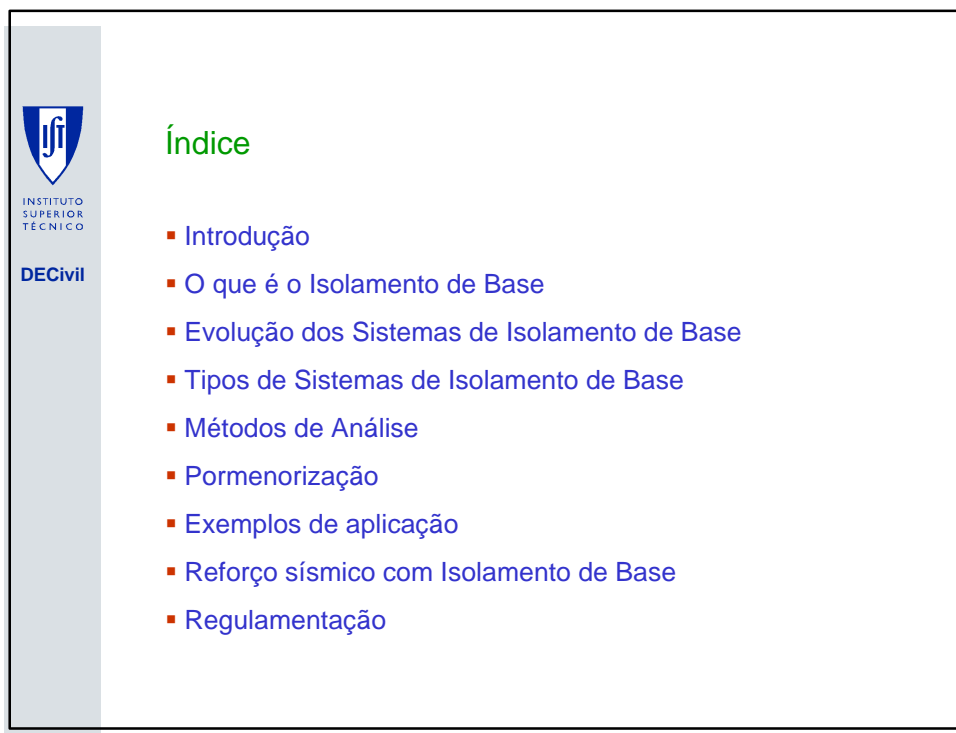 IST
INSTITUTO
SUPERIOR
TÉCNICO
DECivil
Índice
▪ Introdução
▪ O que é o Isolamento de Base
▪ Evolução dos Sistemas de Isolamento de Base
▪ Tipos de Sistemas de Isolamento de Base
▪ Métodos de Análise
▪ Pormenorização
▪ Exemplos de aplicação
▪ Reforço sísmico com Isolamento de Base
▪ Regulamentação